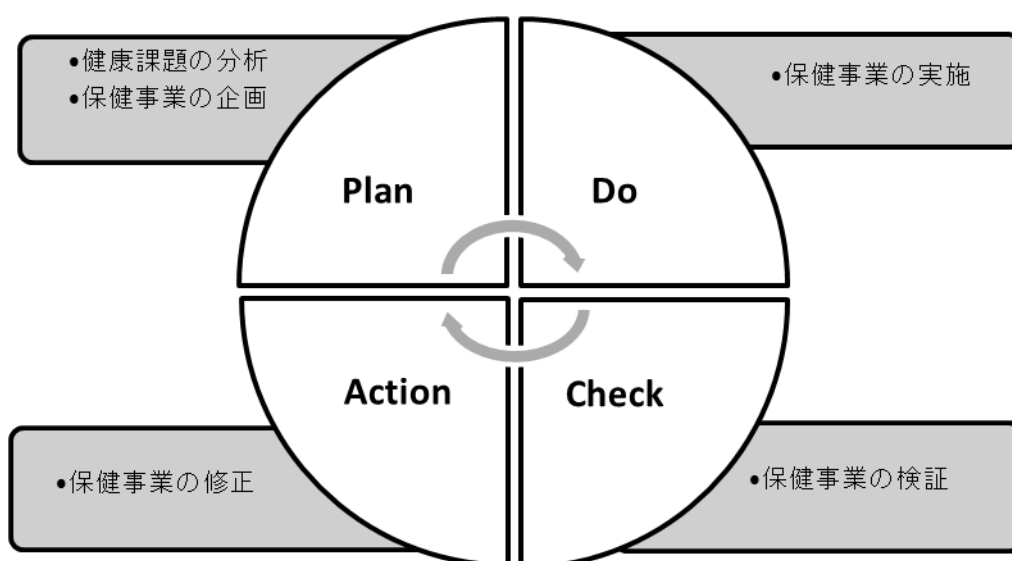 •健康課題の分析
•保健事業の企画
•保健事業の実施
Plan
Do
Action
Check
•保健事業の修正
•保健事業の検証